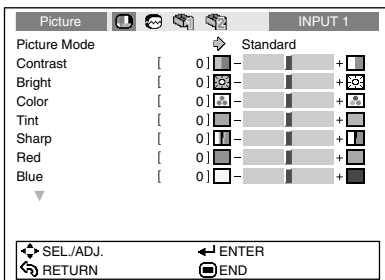 Picture INPUT 1
Picture Mode Standard
Contrast [ 0 ] - +
Bright [ 0 ] - +
Color [ 0 ] - +
Tint [ 0 ] - +
Sharp [ 0 ] - +
Red [ 0 ] - +
Blue [ 0 ] - +
SEL./ADJ. ENTER
RETURN END